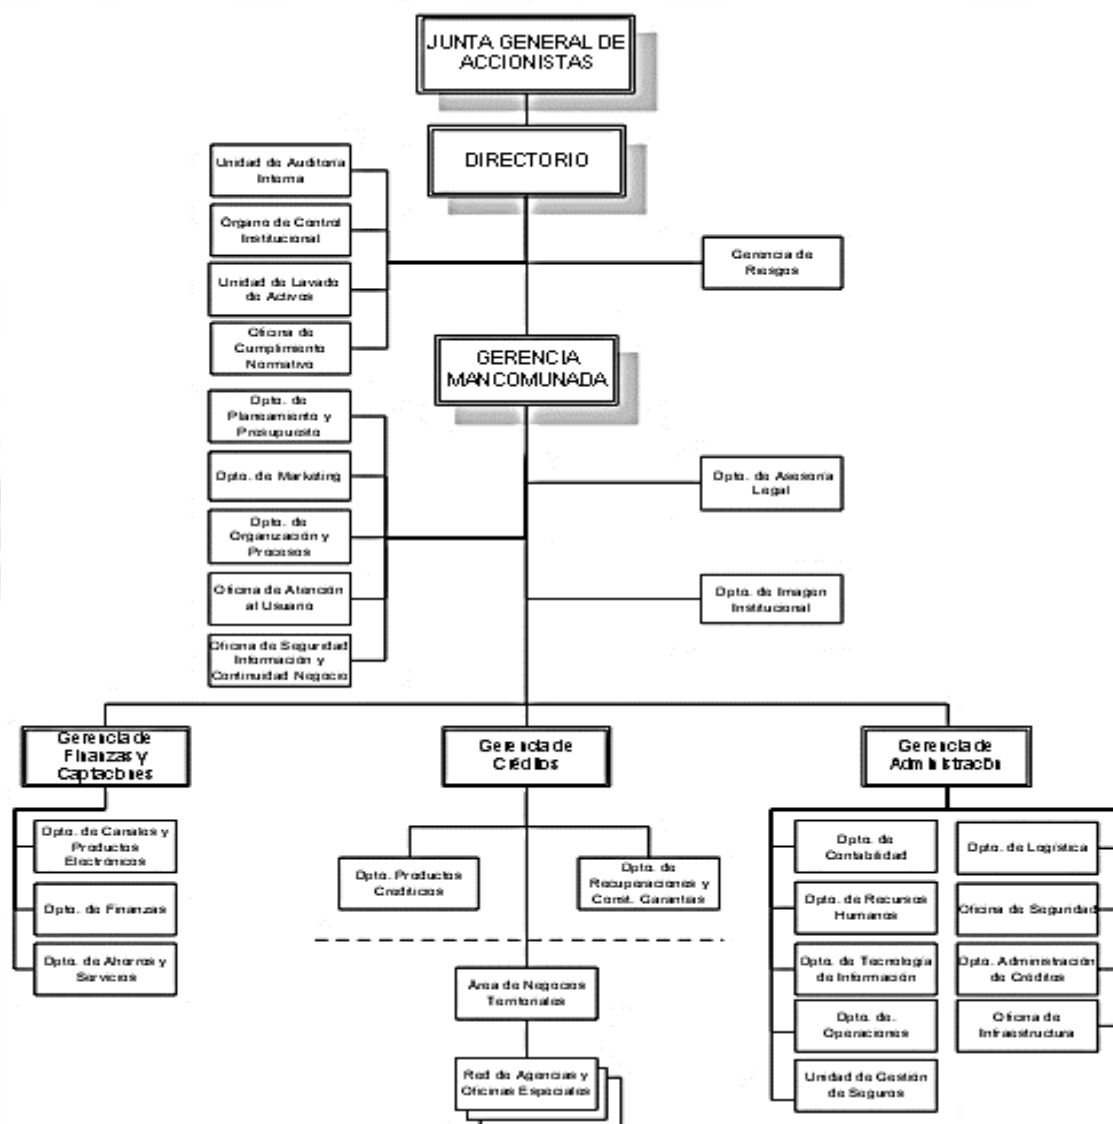 JUNTA GENERAL DE
ACCIONISTAS
DIRECTORIO
Unidad de Auditoría
Interna
Órgano de Control
Institucional
Unidad de Lavado
de Activos
Oficina de
Cumplimiento
Normativo
Gerencia de
Riesgos
GERENCIA
MANCOMUNADA
Dpto. de
Planeamiento y
Presupuesto
Dpto. de Marketing
Dpto. de
Organización y
Procesos
Oficina de Atención
al Usuario
Oficina de Seguridad
Información y
Continuidad Negocio
Dpto. de Asesoría
Legal
Dpto. de Imagen
Institucional
Gerencia de
Finanzas y
Captaciones
Gerencia de
Créditos
Gerencia de
Administración
Dpto. de Canales y
Productos
Electrónicos
Dpto. de Finanzas
Dpto. de Ahorros y
Servicios
Dpto. Productos
Crediticios
Dpto. de
Recuperaciones y
Const. Garantías
Área de Negocios
Territoriales
Red de Agencias y
Oficinas Especiales
Dpto. de
Contabilidad
Dpto. de Recursos
Humanos
Dpto. de Tecnología
de Información
Dpto. de.
Operaciones
Unidad de Gestión
de Seguros
Dpto. de Logística
Oficina de Seguridad
Dpto. Administración
de Créditos
Oficina de
Infraestructura